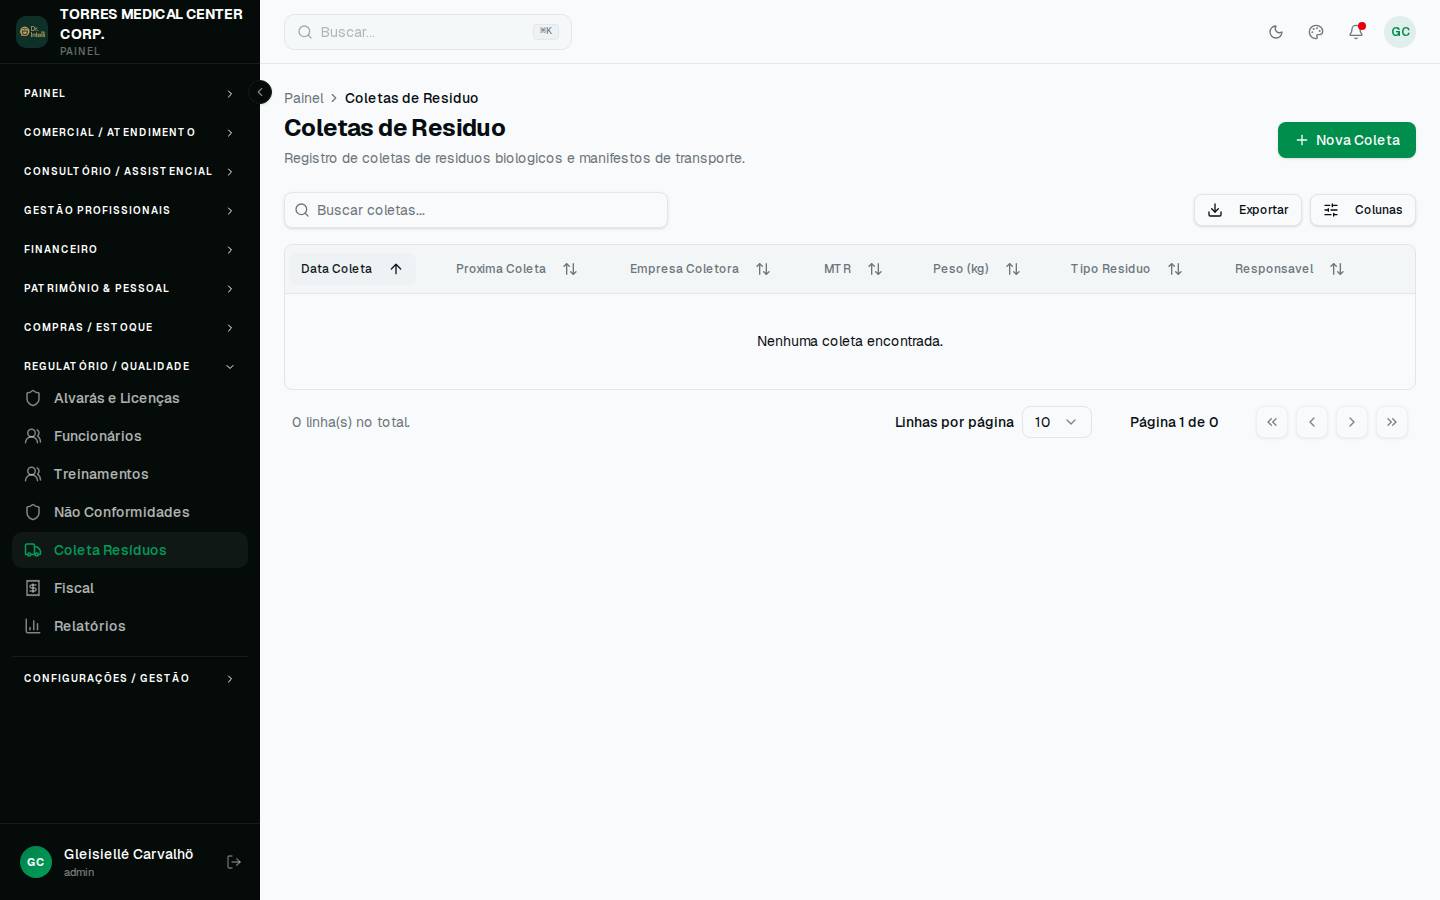 TORRES MEDICAL CENTER
CORP.
PAINEL
PAINEL
COMERCIAL / ATENDIMENTO
CONSULTÓRIO / ASSISTENCIAL
GESTÃO PROFISSIONAIS
FINANCEIRO
PATRIMÔNIO & PESSOAL
COMPRAS / ESTOQUE
REGULATÓRIO / QUALIDADE
Alvarás e Licenças
Funcionários
Treinamentos
Não Conformidades
Coleta Resíduos
Fiscal
Relatórios
CONFIGURAÇÕES / GESTÃO
GC
Gleisiellé Carvalhö
admin
Buscar...
⌘K
GC
Painel > Coletas de Residuo
Coletas de Residuo
Registro de coletas de residuos biologicos e manifestos de transporte.
+ Nova Coleta
Buscar coletas...
Exportar
Colunas
Data Coleta Proxima Coleta Empresa Coletora MTR Peso (kg) Tipo Residuo Responsavel
Nenhuma coleta encontrada.
0 linha(s) no total.
Linhas por página 10
Página 1 de 0